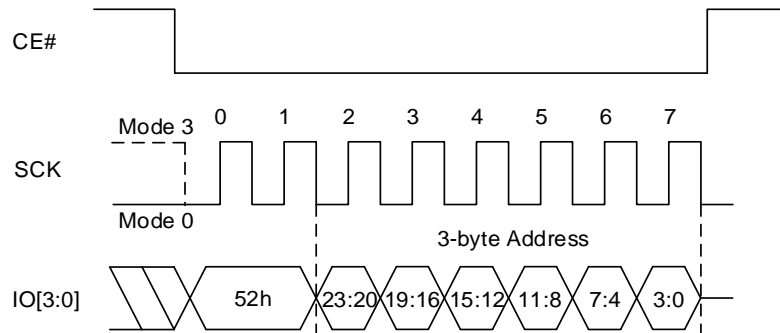 CE#
Mode 3
0 1 2 3 4 5 6 7
SCK
Mode 0
3-byte Address
IO[3:0]
52h 23:20 19:16 15:12 11:8 7:4 3:0